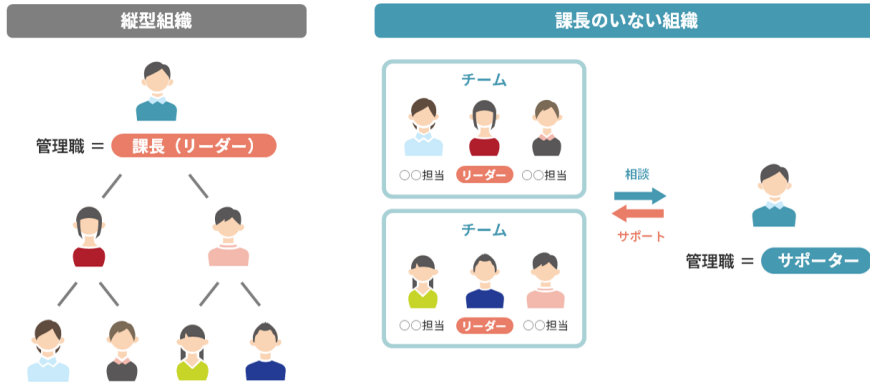 縦型組織
管理職 = 課長（リーダー）
課長のいない組織
チーム
○○担当 リーダー ○○担当
チーム
○○担当 リーダー ○○担当
相談
サポート
管理職 = サポーター